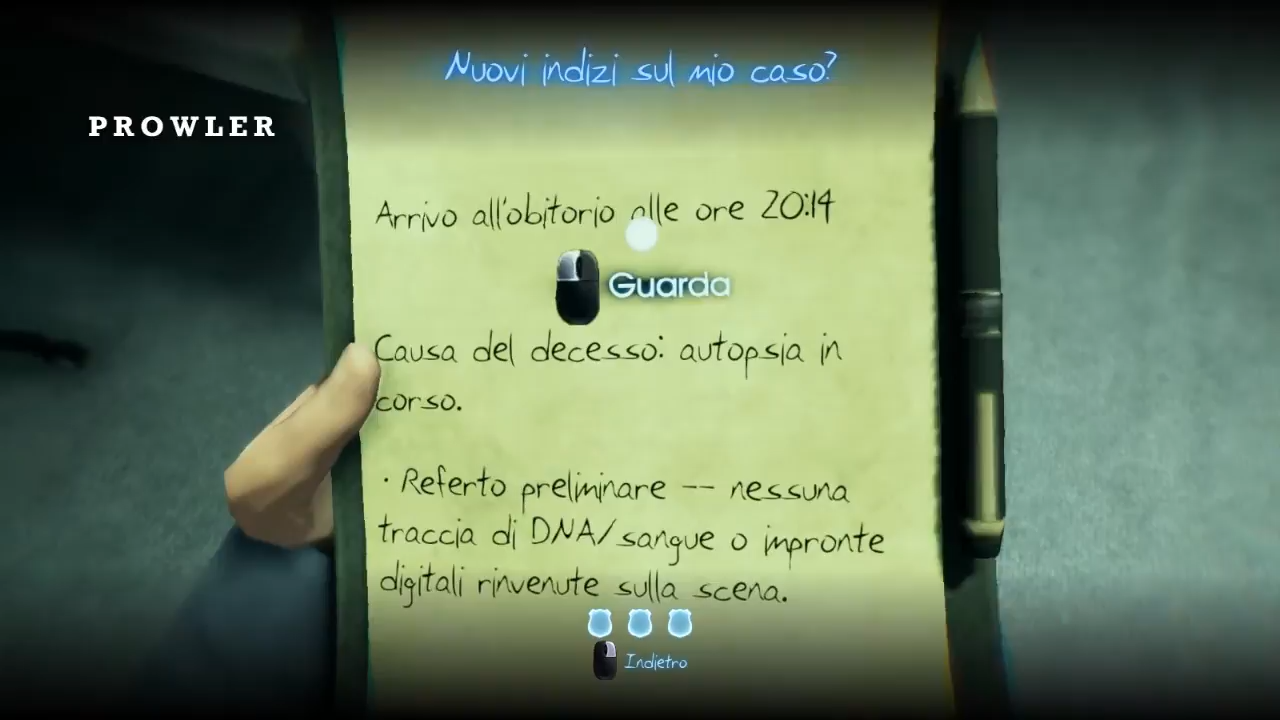 Nuovi indizi sul mio caso?
PROWLER
Arrivo all'obitorio alle ore 20:14
Guarda
Causa del decesso: autopsia in
corso.
· Referto preliminare -- nessuna
traccia di DNA/sangue o impronte
digitali rinvenute sulla scena.
Indietro